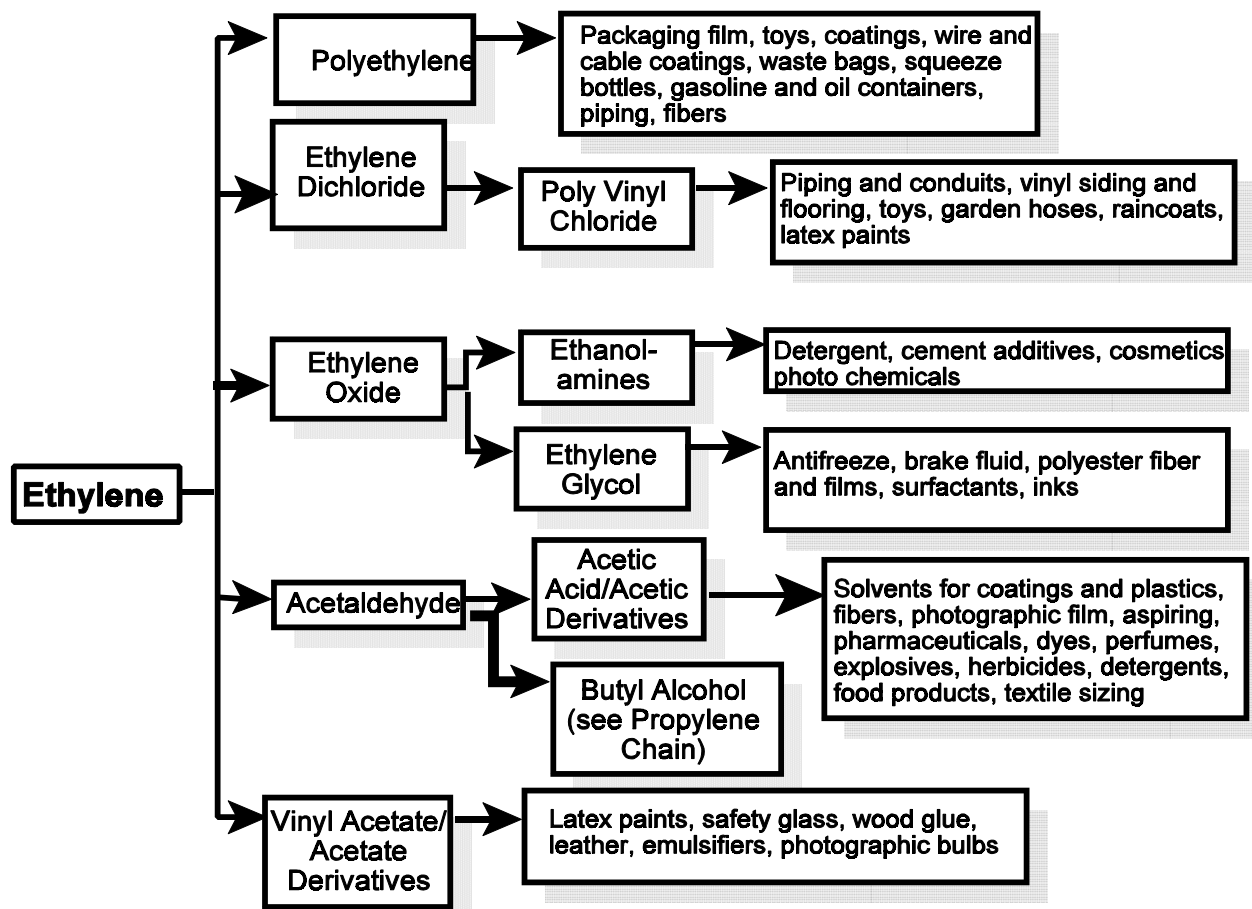 Polyethylene
Packaging film, toys, coatings, wire and
cable coatings, waste bags, squeeze
bottles, gasoline and oil containers,
piping, fibers
Ethylene
Dichloride
Poly Vinyl
Chloride
Piping and conduits, vinyl siding and
flooring, toys, garden hoses, raincoats,
latex paints
Ethylene
Oxide
Ethanol-
amines
Detergent, cement additives, cosmetics
photo chemicals
Ethylene
Glycol
Antifreeze, brake fluid, polyester fiber
and films, surfactants, inks
Ethylene
Acetaldehyde
Acetic
Acid/Acetic
Derivatives
Solvents for coatings and plastics,
fibers, photographic film, aspiring,
pharmaceuticals, dyes, perfumes,
explosives, herbicides, detergents,
food products, textile sizing
Butyl Alcohol
(see Propylene
Chain)
Vinyl Acetate/
Acetate
Derivatives
Latex paints, safety glass, wood glue,
leather, emulsifiers, photographic bulbs